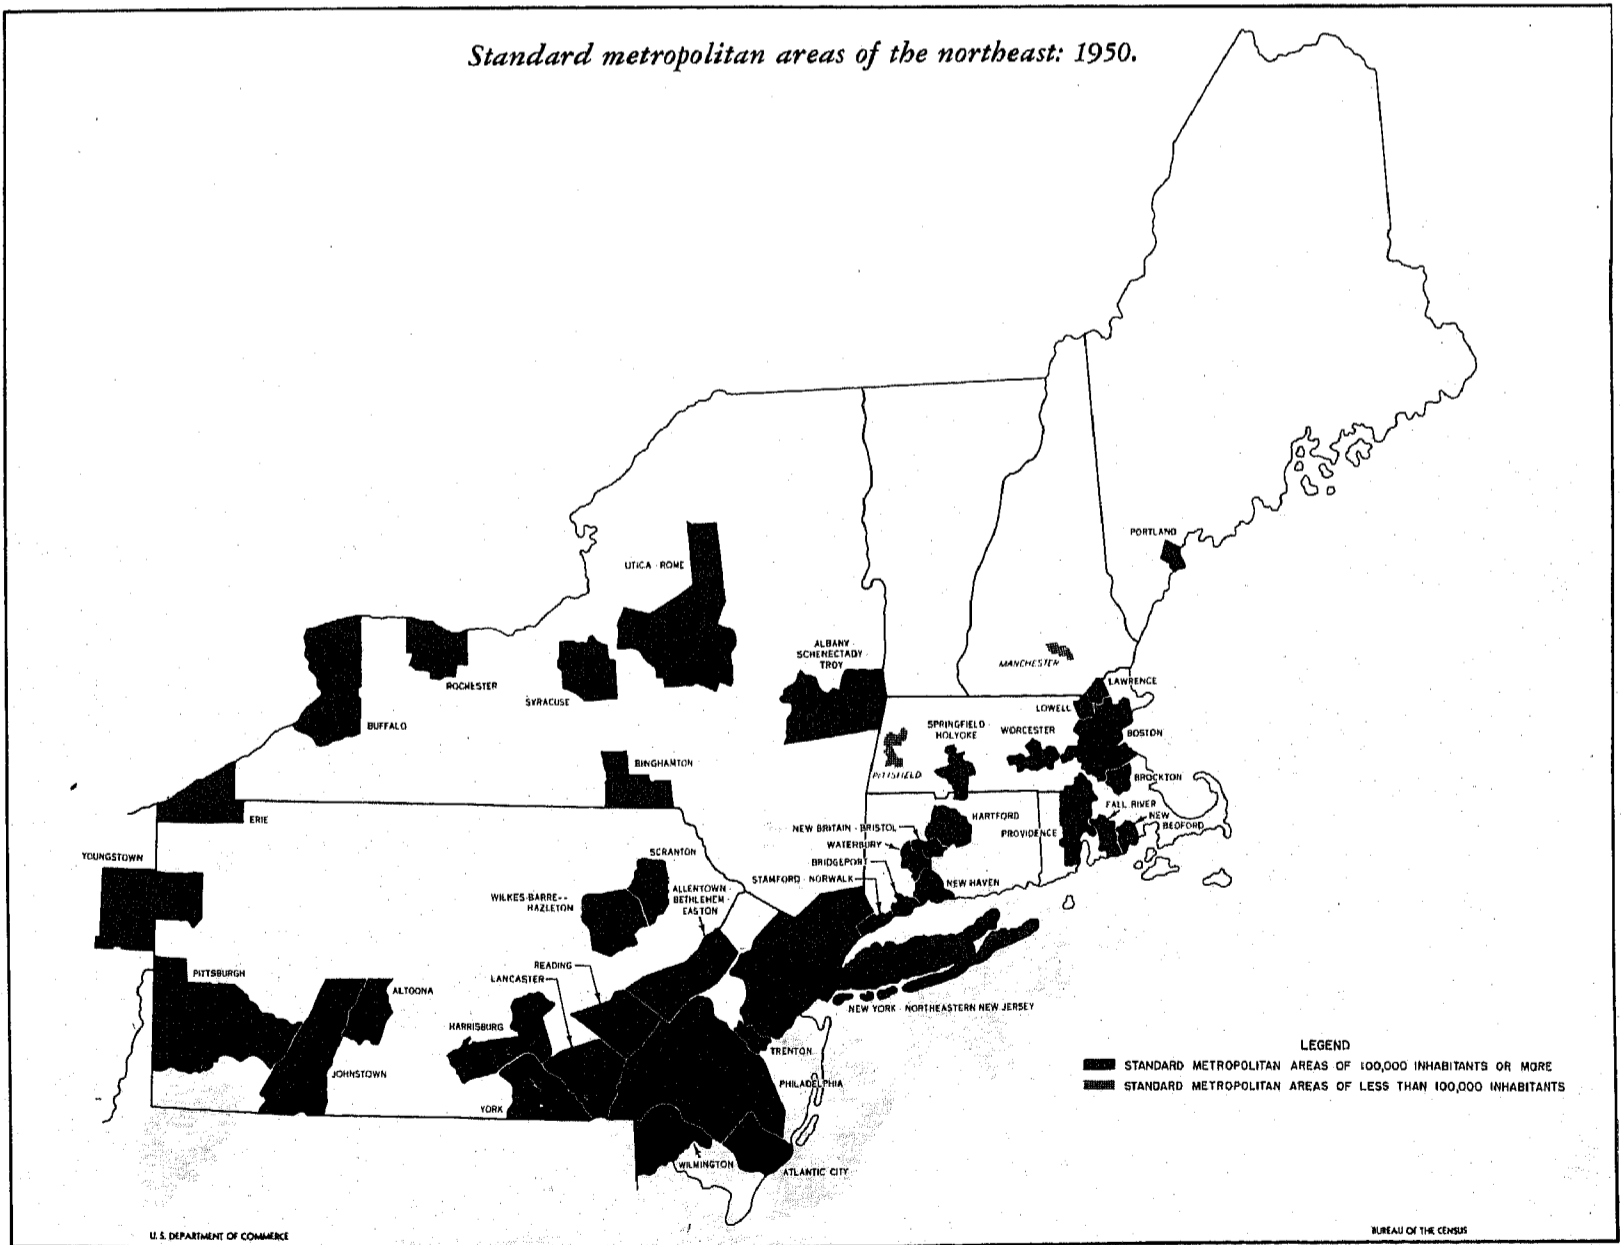 Standard metropolitan areas of the northeast: 1950.
PORTLAND
UTICA - ROME
ALBANY -
SCHENECTADY -
TROY
MANCHESTER
LAWRENCE
LOWELL
ROCHESTER
SYRACUSE
BUFFALO
SPRINGFIELD -
HOLYOKE
WORCESTER
BOSTON
PITTSFIELD
BROCKTON
BINGHAMTON
FALL RIVER
NEW
BEDFORD
ERIE
HARTFORD
PROVIDENCE
NEW BRITAIN - BRISTOL
WATERBURY
BRIDGEPORT
STAMFORD - NORWALK
NEW HAVEN
YOUNGSTOWN
SCRANTON
WILKES-BARRE--
HAZLETON
ALLENTOWN -
BETHLEHEM -
EASTON
READING
LANCASTER
PITTSBURGH
ALTOONA
HARRISBURG
NEW YORK - NORTHEASTERN NEW JERSEY
TRENTON
JOHNSTOWN
PHILADELPHIA
YORK
WILMINGTON
ATLANTIC CITY
LEGEND
STANDARD METROPOLITAN AREAS OF 100,000 INHABITANTS OR MORE
STANDARD METROPOLITAN AREAS OF LESS THAN 100,000 INHABITANTS
U. S. DEPARTMENT OF COMMERCE
BUREAU OF THE CENSUS